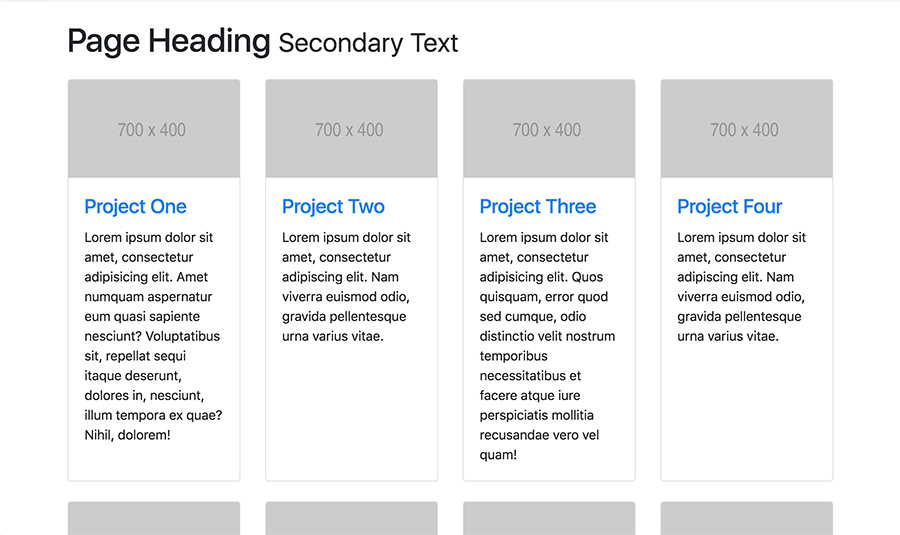 Page Heading Secondary Text
700 x 400
700 x 400
700 x 400
700 x 400
Project One
Lorem ipsum dolor sit
amet, consectetur
adipisicing elit. Amet
numquam aspernatur
eum quasi sapiente
nesciunt? Voluptatibus
sit, repellat sequi
itaque deserunt,
dolores in, nesciunt,
illum tempora ex quae?
Nihil, dolorem!
Project Two
Lorem ipsum dolor sit
amet, consectetur
adipiscing elit. Nam
viverra euismod odio,
gravida pellentesque
urna varius vitae.
Project Three
Lorem ipsum dolor sit
amet, consectetur
adipisicing elit. Quos
quisquam, error quod
sed cumque, odio
distinctio velit nostrum
temporibus
necessitatibus et
facere atque iure
perspiciatis mollitia
recusandae vero vel
quam!
Project Four
Lorem ipsum dolor sit
amet, consectetur
adipiscing elit. Nam
viverra euismod odio,
gravida pellentesque
urna varius vitae.